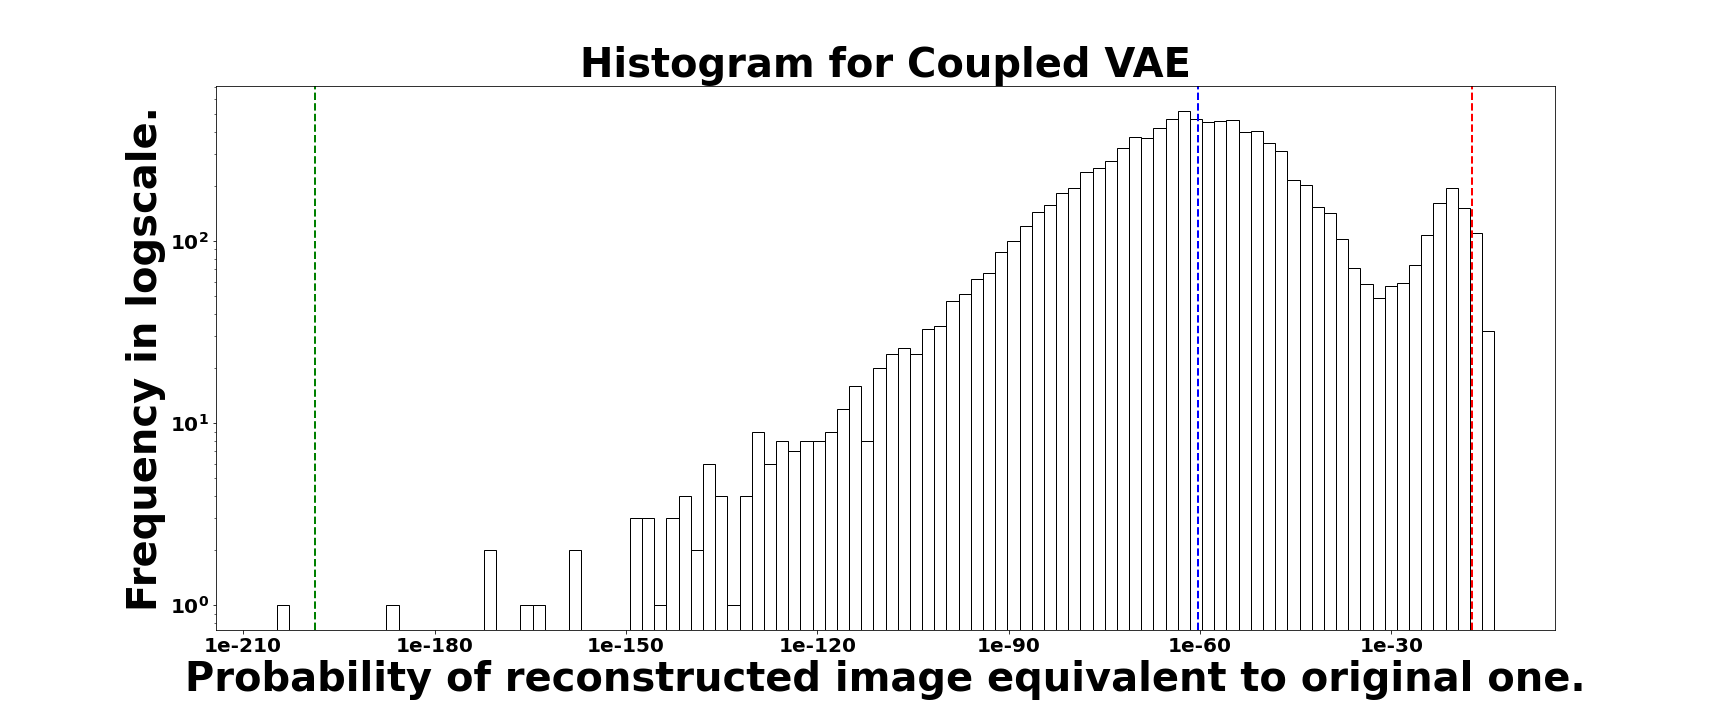 Histogram for Coupled VAE
Frequency in logscale.
10²
10¹
10⁰
1e-210 1e-180 1e-150 1e-120 1e-90 1e-60 1e-30
Probability of reconstructed image equivalent to original one.